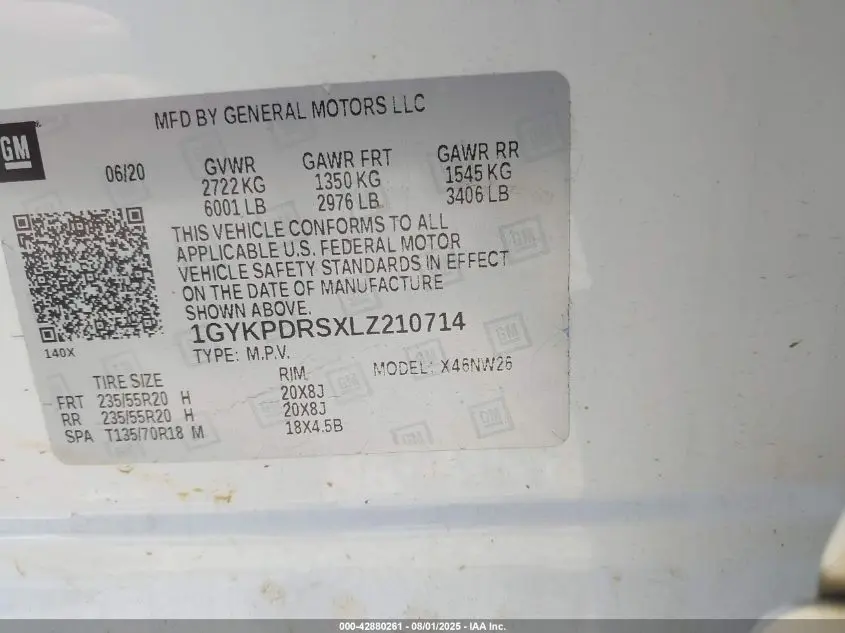 MFD BY GENERAL MOTORS LLC
GM
06/20
GVWR
2722 KG
6001 LB
GAWR FRT
1350 KG
2976 LB
GAWR RR
1545 KG
3406 LB
THIS VEHICLE CONFORMS TO ALL
APPLICABLE U.S. FEDERAL MOTOR
VEHICLE SAFETY STANDARDS IN EFFECT
ON THE DATE OF MANUFACTURE
SHOWN ABOVE.
1GYKPDRSXLZ210714
140X
TYPE: M.P.V.
MODEL: X46NW26
TIRE SIZE
RIM
FRT 235/55R20 H 20X8J
RR 235/55R20 H 20X8J
SPA T135/70R18 M 18X4.5B
000-42880261 - 08/01/2025 - IAA Inc.